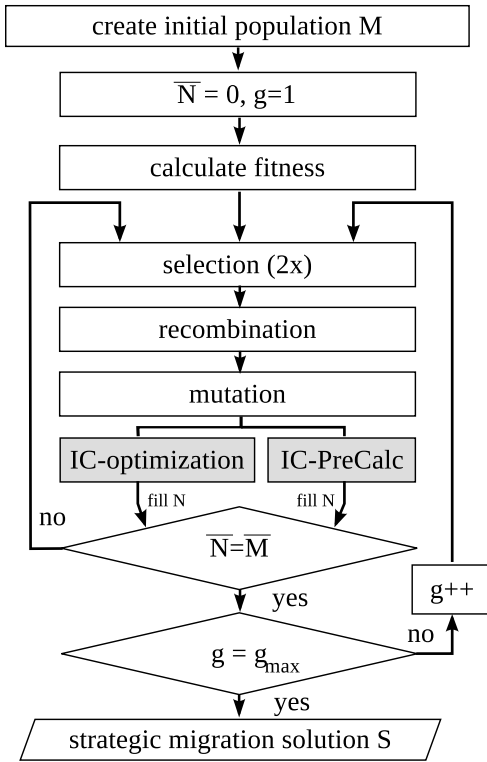 create initial population M
N̅ = 0, g=1
calculate fitness
selection (2x)
recombination
mutation
IC-optimization
IC-PreCalc
fill N
fill N
no
N̅=M̅
g++
yes
no
g = gmax
yes
strategic migration solution S